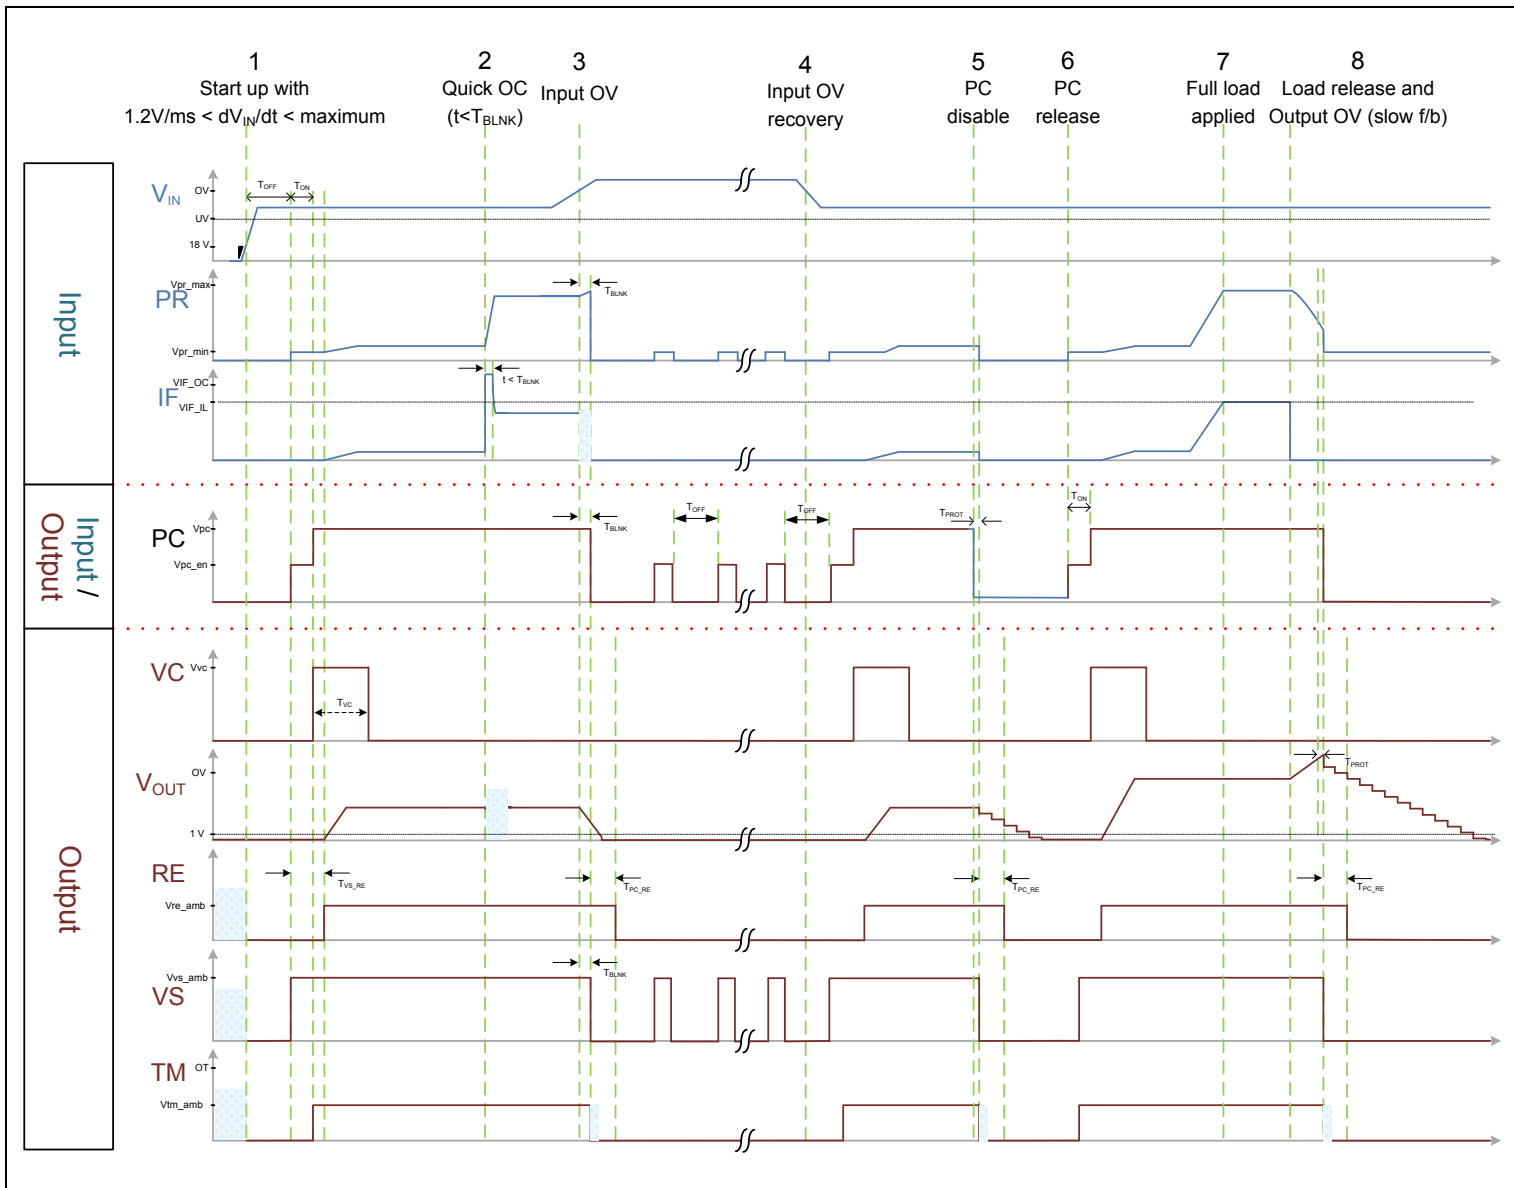 1
Start up with
1.2V/ms < dVIN/dt < maximum
2
Quick OC
(t<TBLNK)
3
Input OV
4
Input OV
recovery
5
PC
disable
6
PC
release
7
Full load
applied
8
Load release and
Output OV (slow f/b)
Input
VIN
OV
UV
18 V
TOFF
TON
PR
Vpr_max
Vpr_min
TBLNK
IF
VIF_OC
VIF_IL
t < TBLNK
Input /
Output
PC
Vpc
Vpc_en
TBLNK
TOFF
TOFF
TPROT
TON
Output
VC
Vvc
TVC
VOUT
OV
1 V
TPROT
RE
Vre_amb
TVS_RE
TPC_RE
TPC_RE
TPC_RE
VS
Vvs_amb
TBLNK
TM
OT
Vtm_amb